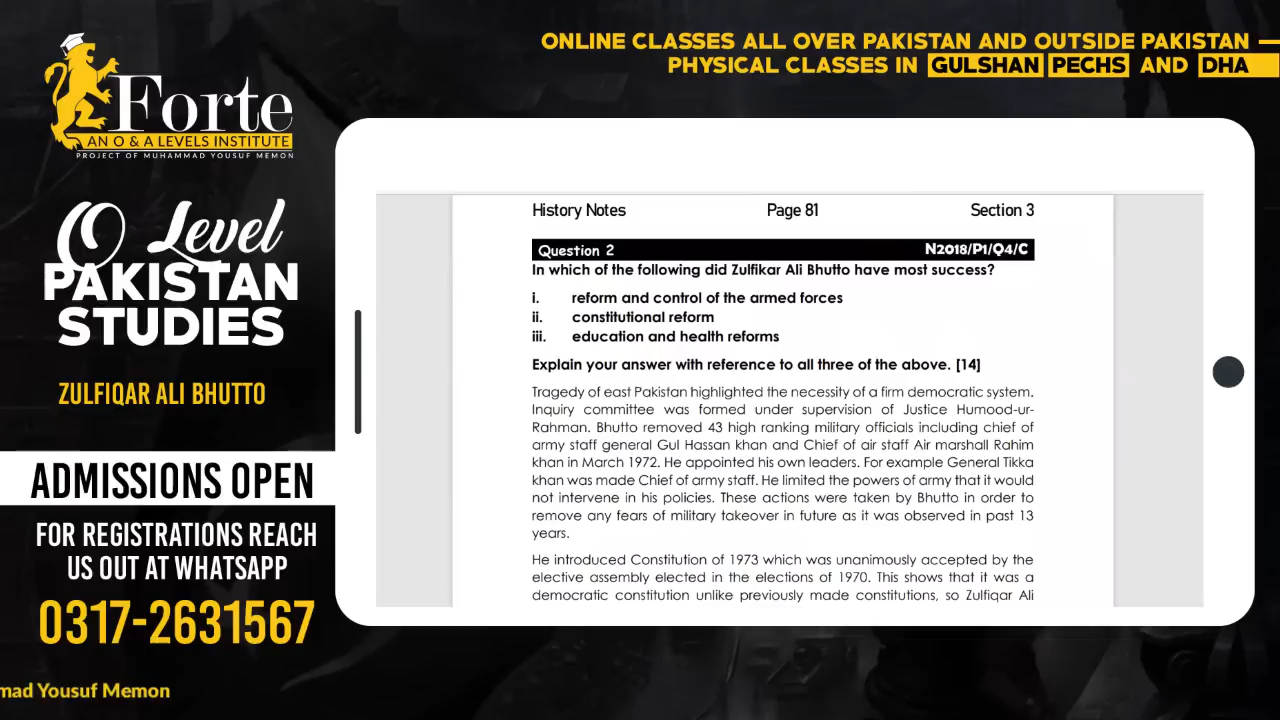 Forte
AN O & A LEVELS INSTITUTE
PROJECT OF MUHAMMAD YOUSUF MEMON
O Level
PAKISTAN
STUDIES
ZULFIQAR ALI BHUTTO
ADMISSIONS OPEN
FOR REGISTRATIONS REACH
US OUT AT WHATSAPP
0317-2631567
mad Yousuf Memon
ONLINE CLASSES ALL OVER PAKISTAN AND OUTSIDE PAKISTAN
PHYSICAL CLASSES IN GULSHAN PECHS AND DHA
History Notes Page 81 Section 3
Question 2 N2018/P1/Q4/C
In which of the following did Zulfikar Ali Bhutto have most success?
i. reform and control of the armed forces
ii. constitutional reform
iii. education and health reforms
Explain your answer with reference to all three of the above. [14]
Tragedy of east Pakistan highlighted the necessity of a firm democratic system.
Inquiry committee was formed under supervision of Justice Humood-ur-
Rahman. Bhutto removed 43 high ranking military officials including chief of
army staff general Gul Hassan khan and Chief of air staff Air marshall Rahim
khan in March 1972. He appointed his own leaders. For example General Tikka
khan was made Chief of army staff. He limited the powers of army that it would
not intervene in his policies. These actions were taken by Bhutto in order to
remove any fears of military takeover in future as it was observed in past 13
years.
He introduced Constitution of 1973 which was unanimously accepted by the
elective assembly elected in the elections of 1970. This shows that it was a
democratic constitution unlike previously made constitutions, so Zulfiqar Ali